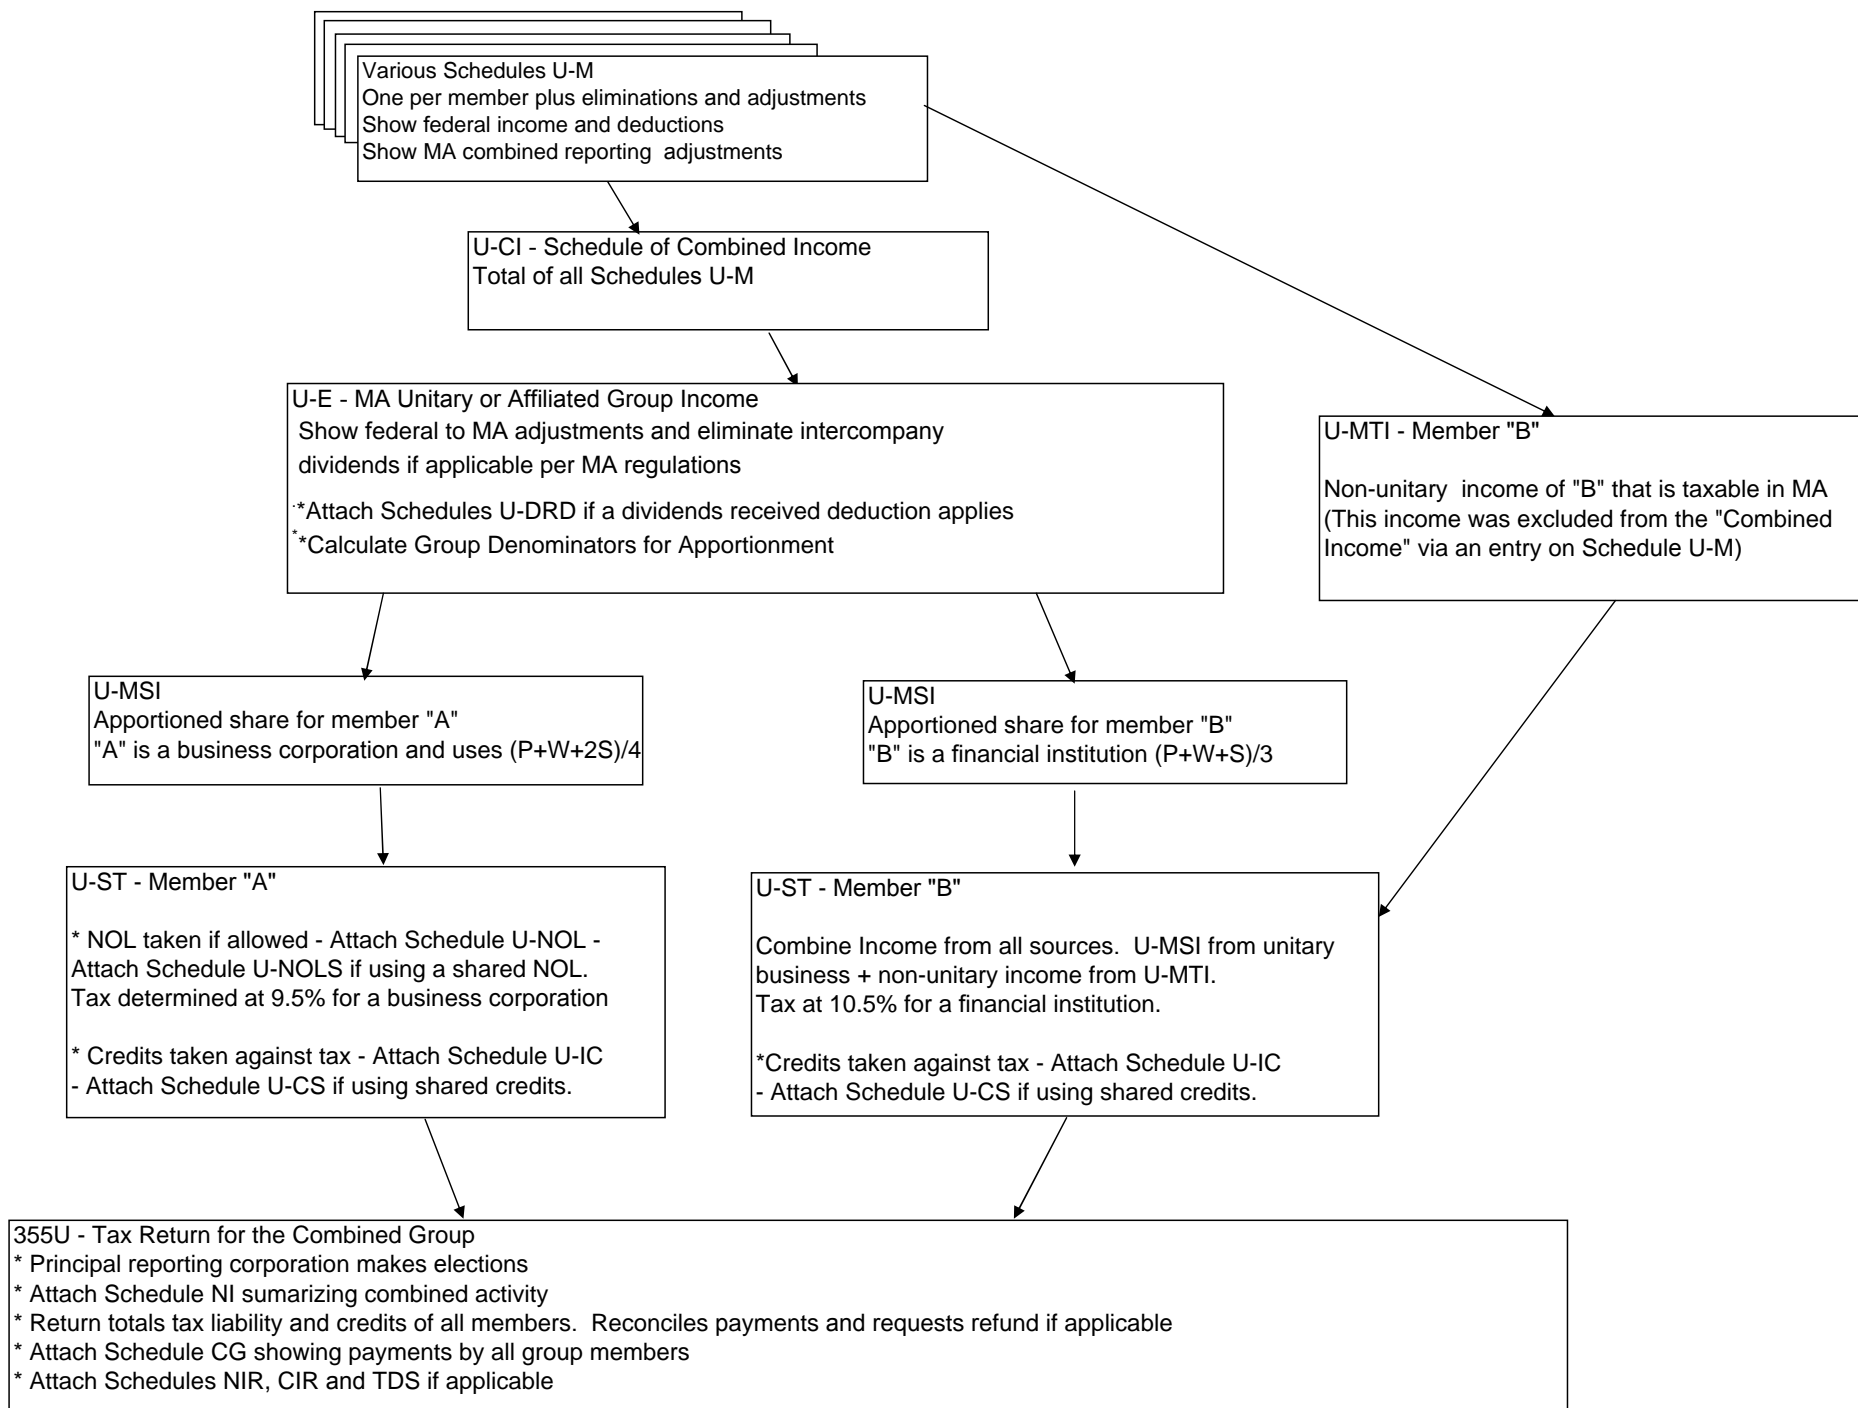 Various Schedules U-M
One per member plus eliminations and adjustments
Show federal income and deductions
Show MA combined reporting  adjustments
U-CI - Schedule of Combined Income
Total of all Schedules U-M
U-E - MA Unitary or Affiliated Group Income
Show federal to MA adjustments and eliminate intercompany
dividends if applicable per MA regulations
.*Attach Schedules U-DRD if a dividends received deduction applies
**Calculate Group Denominators for Apportionment
U-MTI - Member "B"
Non-unitary  income of "B" that is taxable in MA
(This income was excluded from the "Combined
Income" via an entry on Schedule U-M)
U-MSI
Apportioned share for member "A"
"A" is a business corporation and uses (P+W+2S)/4
U-MSI
Apportioned share for member "B"
"B" is a financial institution (P+W+S)/3
U-ST - Member "A"
* NOL taken if allowed - Attach Schedule U-NOL -
Attach Schedule U-NOLS if using a shared NOL.
Tax determined at 9.5% for a business corporation
* Credits taken against tax - Attach Schedule U-IC
- Attach Schedule U-CS if using shared credits.
U-ST - Member "B"
Combine Income from all sources.  U-MSI from unitary
business + non-unitary income from U-MTI.
Tax at 10.5% for a financial institution.
*Credits taken against tax - Attach Schedule U-IC
- Attach Schedule U-CS if using shared credits.
355U - Tax Return for the Combined Group
* Principal reporting corporation makes elections
* Attach Schedule NI sumarizing combined activity
* Return totals tax liability and credits of all members.  Reconciles payments and requests refund if applicable
* Attach Schedule CG showing payments by all group members
* Attach Schedules NIR, CIR and TDS if applicable